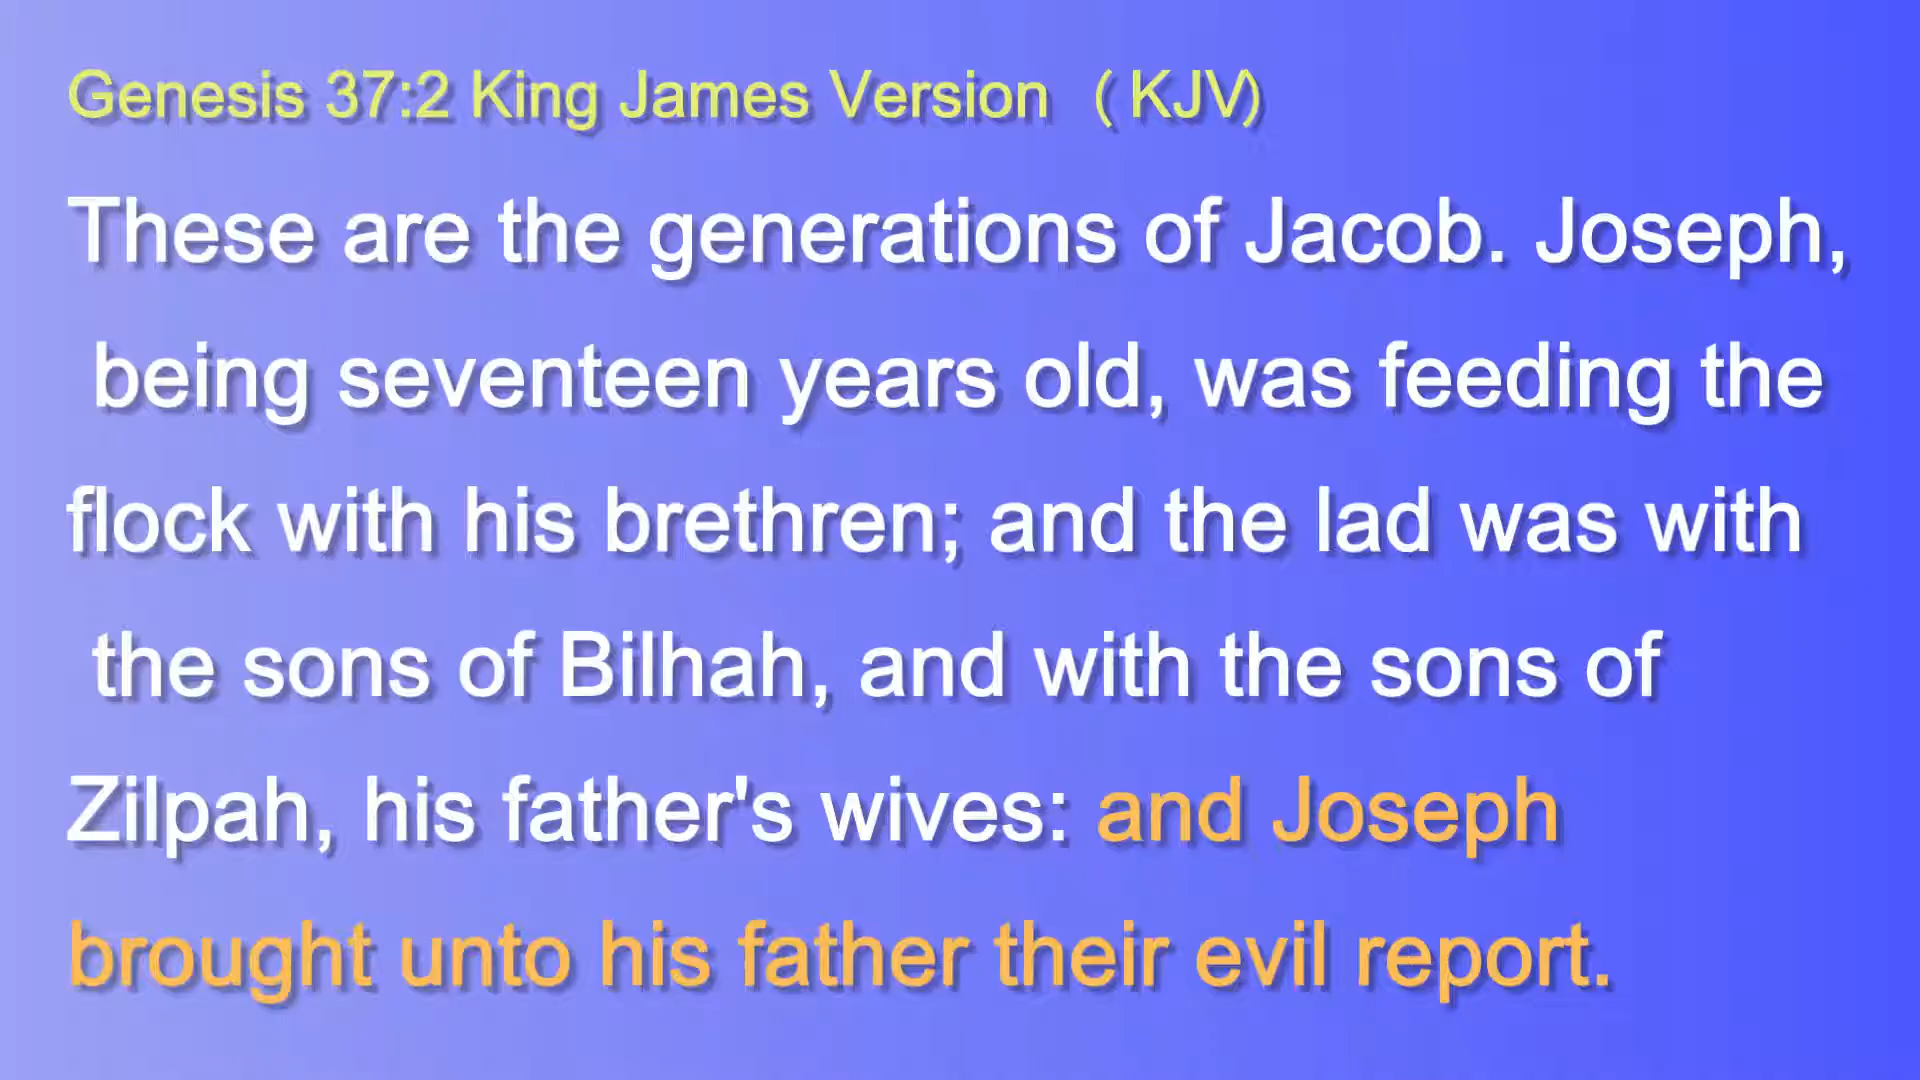 Genesis 37:2 King James Version ( KJV)
These are the generations of Jacob. Joseph,
being seventeen years old, was feeding the
flock with his brethren; and the lad was with
the sons of Bilhah, and with the sons of
Zilpah, his father's wives: and Joseph
brought unto his father their evil report.